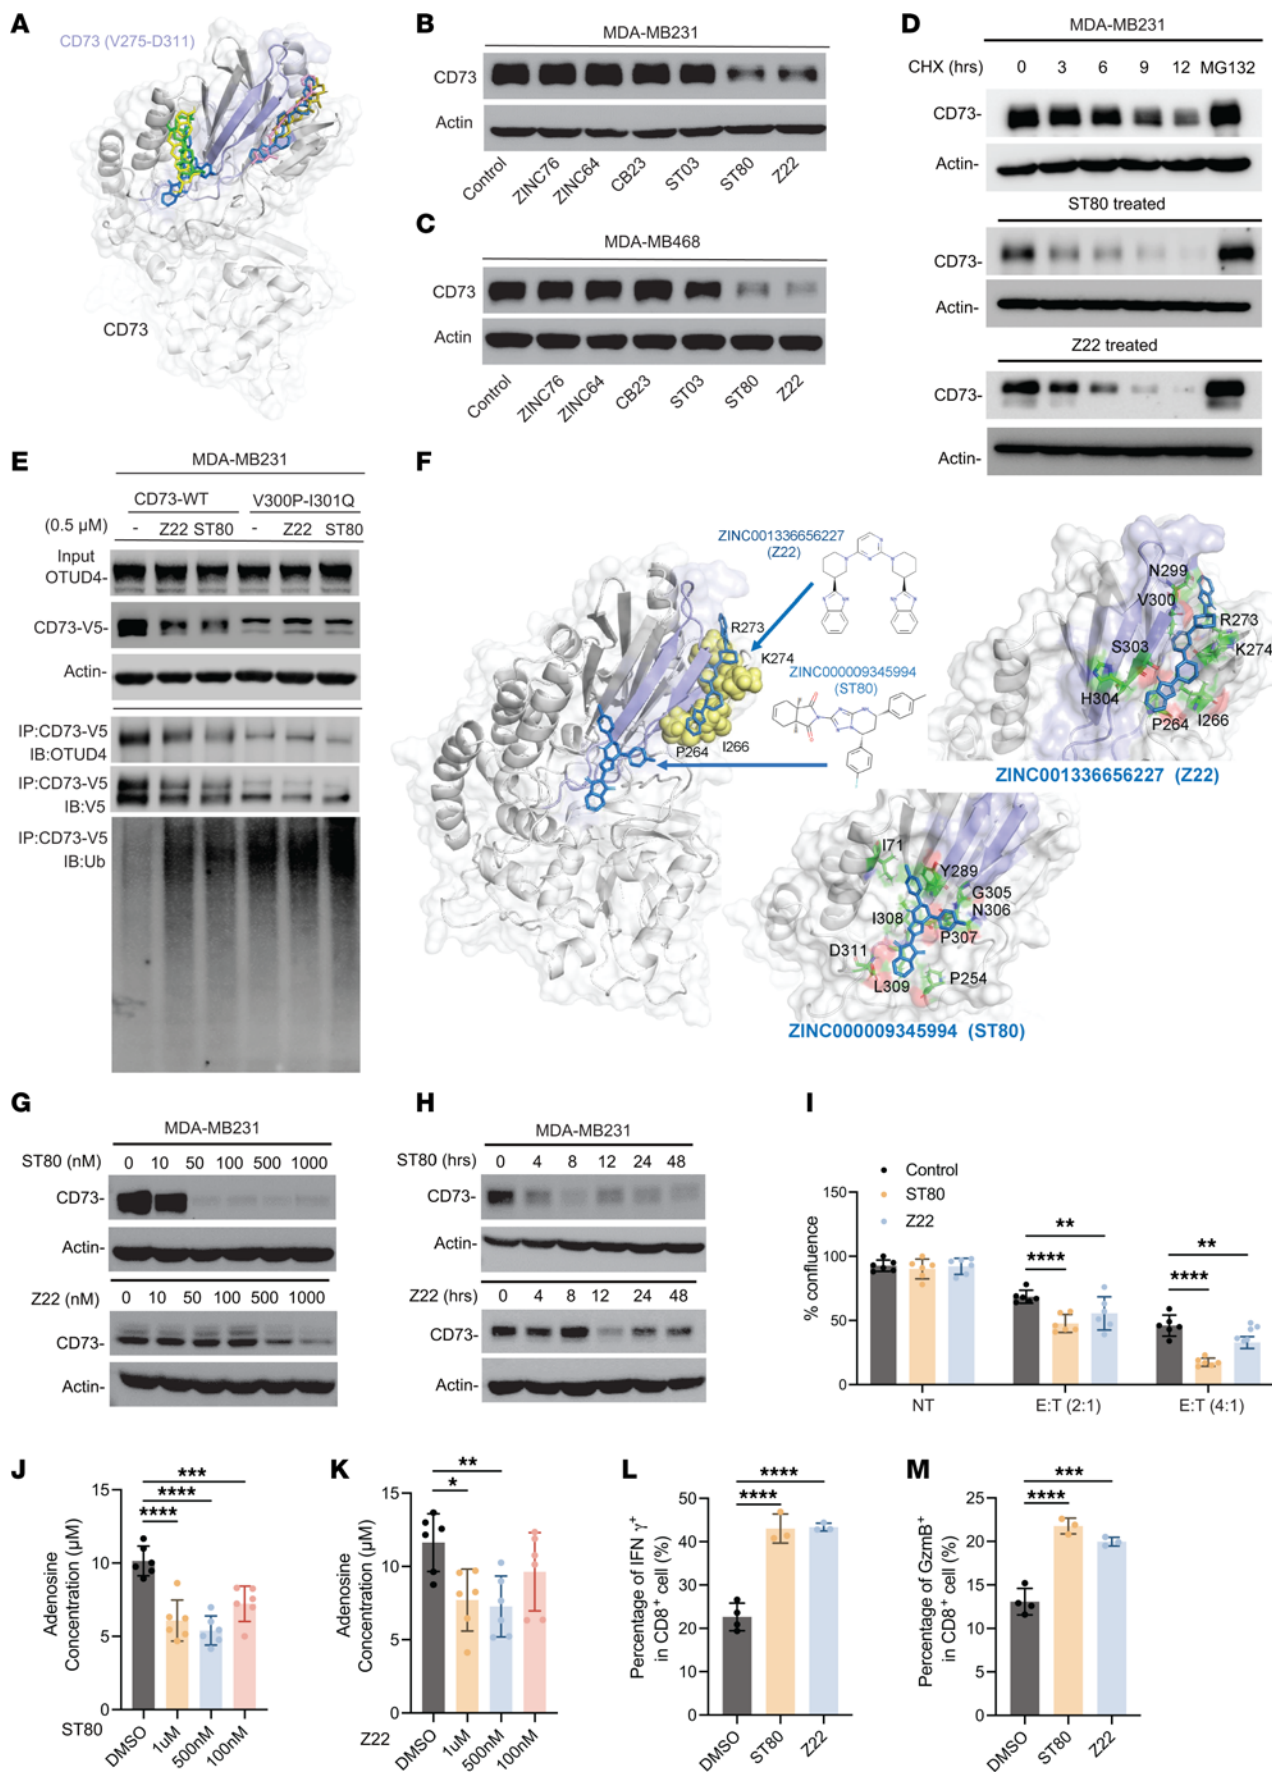 A
CD73 (V275-D311)
CD73
B
MDA-MB231
CD73
Actin
Control ZINC76 ZINC64 CB23 ST03 ST80 Z22
C
MDA-MB468
CD73
Actin
Control ZINC76 ZINC64 CB23 ST03 ST80 Z22
D
MDA-MB231
CHX (hrs) 0 3 6 9 12 MG132
CD73-
Actin-
ST80 treated
CD73-
Actin-
Z22 treated
CD73-
Actin-
E
MDA-MB231
CD73-WT V300P-I301Q
(0.5 μM) - Z22 ST80 - Z22 ST80
Input
OTUD4-
CD73-V5-
Actin-
IP:CD73-V5
IB:OTUD4
IP:CD73-V5
IB:V5
IP:CD73-V5
IB:Ub
F
ZINC001336656227
(Z22)
R273
K274
ZINC000009345994
(ST80)
P264
I266
N299
V300
R273
S303
K274
H304
P264
I266
ZINC001336656227 (Z22)
I71
Y289
G305
N306
I308
P307
D311
L309
P254
ZINC000009345994 (ST80)
G
MDA-MB231
ST80 (nM) 0 10 50 100 500 1000
CD73-
Actin-
Z22 (nM) 0 10 50 100 500 1000
CD73-
Actin-
H
MDA-MB231
ST80 (hrs) 0 4 8 12 24 48
CD73-
Actin-
Z22 (hrs) 0 4 8 12 24 48
CD73-
Actin-
I
Control
ST80
Z22
% confluence
150
100
50
0
**
****
**
****
NT E:T (2:1) E:T (4:1)
J
Adenosine
Concentration (μM)
15
10
5
0
***
****
****
ST80
DMSO 1uM 500nM 100nM
K
Adenosine
Concentration (μM)
15
10
5
0
**
*
Z22
DMSO 1uM 500nM 100nM
L
Percentage of IFN γ+
in CD8+ cell (%)
50
40
30
20
10
0
****
****
DMSO ST80 Z22
M
Percentage of GzmB+
in CD8+ cell (%)
25
20
15
10
5
0
***
****
DMSO ST80 Z22